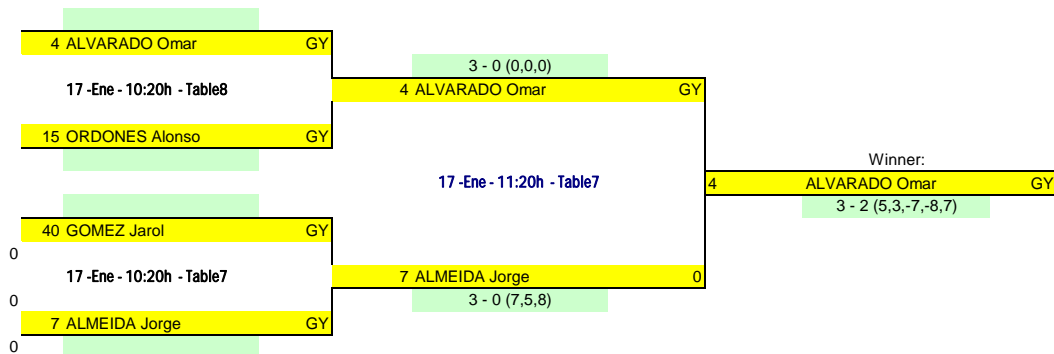 4 ALVARADO Omar GY
3 - 0 (0,0,0)
17 -Ene - 10:20h - Table8
4 ALVARADO Omar GY
15 ORDONES Alonso GY
Winner:
17 -Ene - 11:20h - Table7
4 ALVARADO Omar GY
3 - 2 (5,3,-7,-8,7)
40 GOMEZ Jarol GY
0
17 -Ene - 10:20h - Table7
7 ALMEIDA Jorge 0
0
3 - 0 (7,5,8)
7 ALMEIDA Jorge GY
0